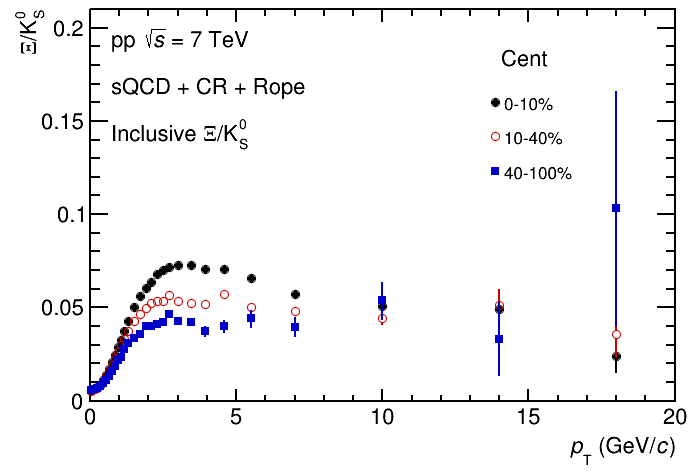 Ξ/K⁰_S
0.2
0.15
0.1
0.05
0
0 5 10 15 20
p_T (GeV/c)
pp √s = 7 TeV
sQCD + CR + Rope
Inclusive Ξ/K⁰_S
Cent
0-10%
10-40%
40-100%